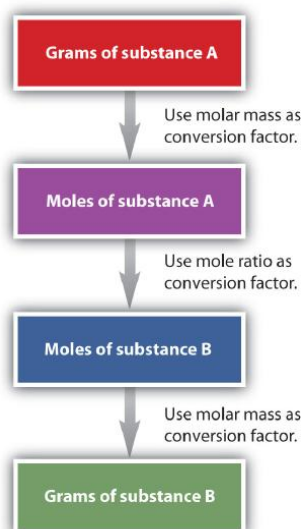 Grams of substance A
Use molar mass as
conversion factor.
Moles of substance A
Use mole ratio as
conversion factor.
Moles of substance B
Use molar mass as
conversion factor.
Grams of substance B